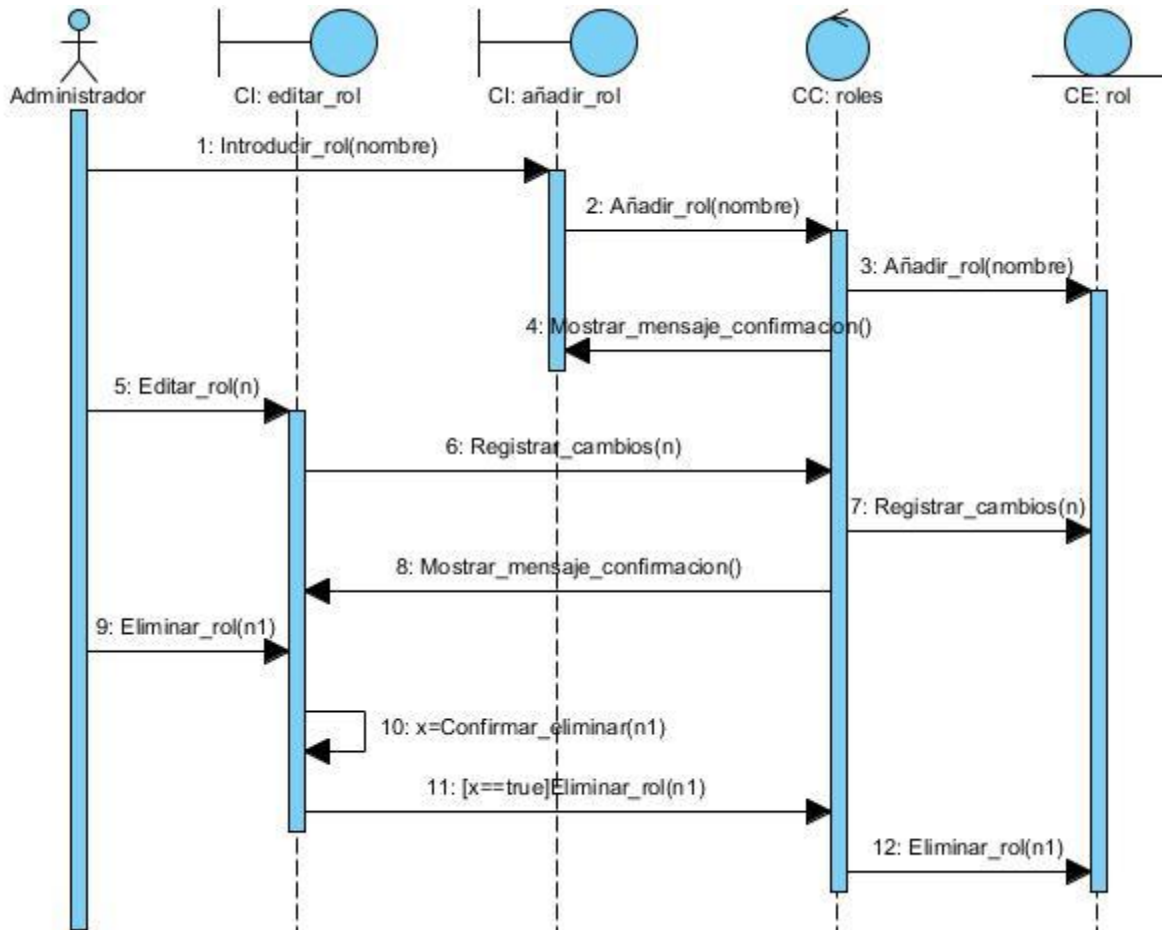 Administrador
CI: editar_rol
CI: añadir_rol
CC: roles
CE: rol
1: Introducir_rol(nombre)
2: Añadir_rol(nombre)
3: Añadir_rol(nombre)
4: Mostrar_mensaje_confirmacion()
5: Editar_rol(n)
6: Registrar_cambios(n)
7: Registrar_cambios(n)
8: Mostrar_mensaje_confirmacion()
9: Eliminar_rol(n1)
10: x=Confirmar_eliminar(n1)
11: [x==true]Eliminar_rol(n1)
12: Eliminar_rol(n1)